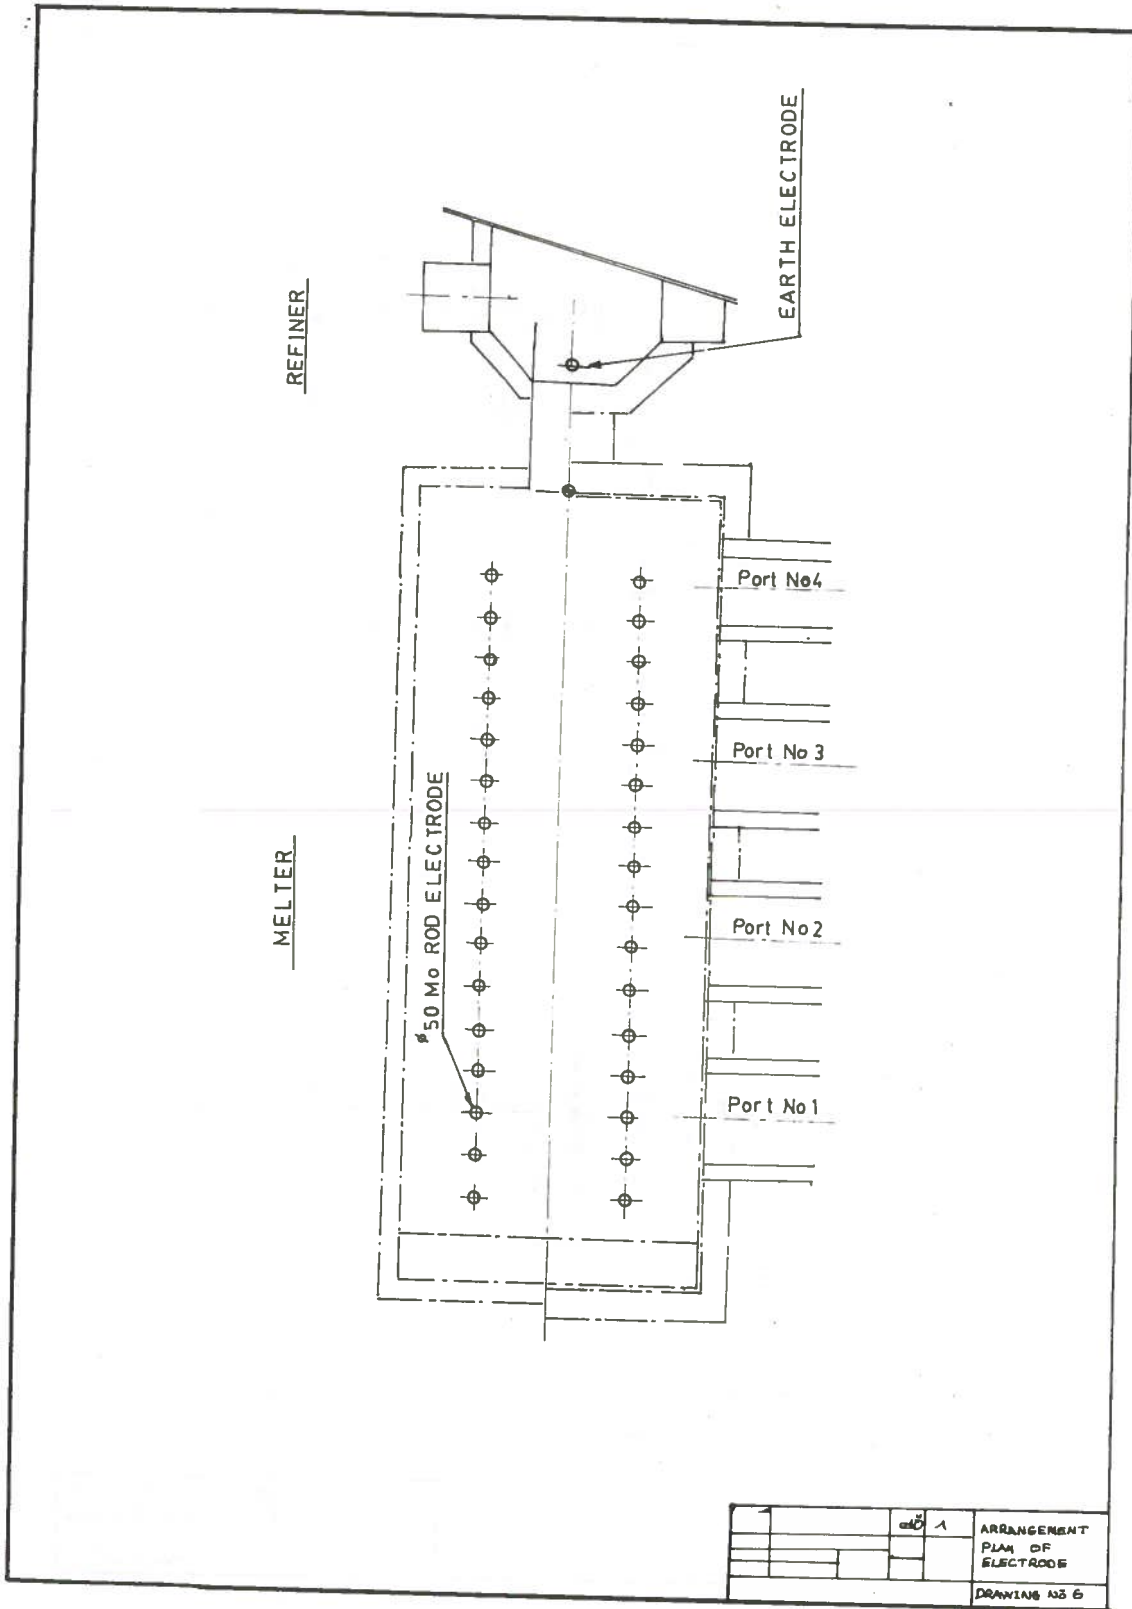 EARTH ELECTRODE
REFINER
Port No4
Port No 3
ø50 Mo ROD ELECTRODE
MELTER
Port No 2
Port No 1
1
ARRANGEMENT
PLAN OF
ELECTRODE
DRAWING No 6